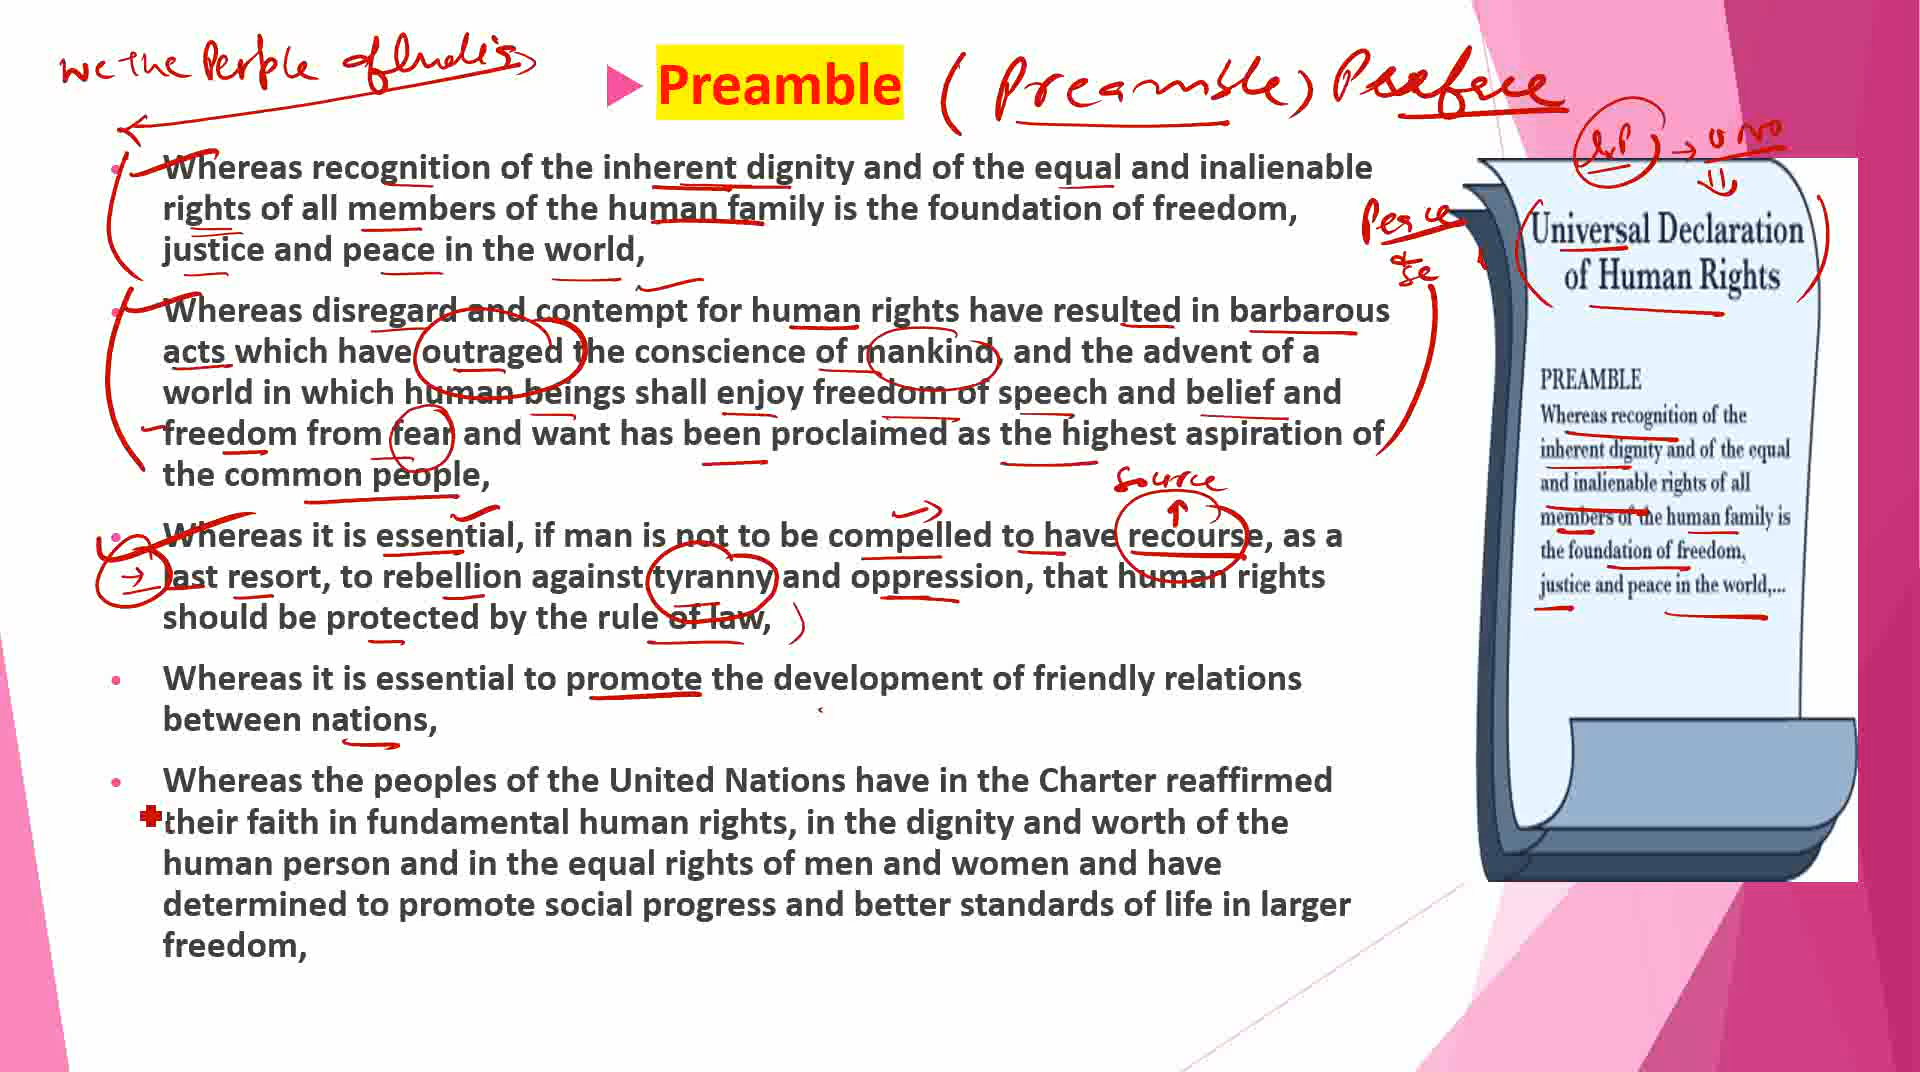 We the People of India
Preamble (Preamble) Preface
Whereas recognition of the inherent dignity and of the equal and inalienable
rights of all members of the human family is the foundation of freedom,
justice and peace in the world,
Whereas disregard and contempt for human rights have resulted in barbarous
acts which have outraged the conscience of mankind, and the advent of a
world in which human beings shall enjoy freedom of speech and belief and
freedom from fear and want has been proclaimed as the highest aspiration of
the common people,
source
Whereas it is essential, if man is not to be compelled to have recourse, as a
last resort, to rebellion against tyranny and oppression, that human rights
should be protected by the rule of law,
Whereas it is essential to promote the development of friendly relations
between nations,
Whereas the peoples of the United Nations have in the Charter reaffirmed
their faith in fundamental human rights, in the dignity and worth of the
human person and in the equal rights of men and women and have
determined to promote social progress and better standards of life in larger
freedom,
UNO
Universal Declaration
of Human Rights
PREAMBLE
Whereas recognition of the
inherent dignity and of the equal
and inalienable rights of all
members of the human family is
the foundation of freedom,
justice and peace in the world,...